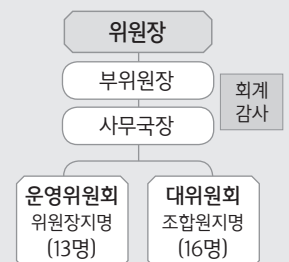 위원장
부위원장
회계
감사
사무국장
운영위원회
위원장지명
(13명)
대위원회
조합원지명
(16명)